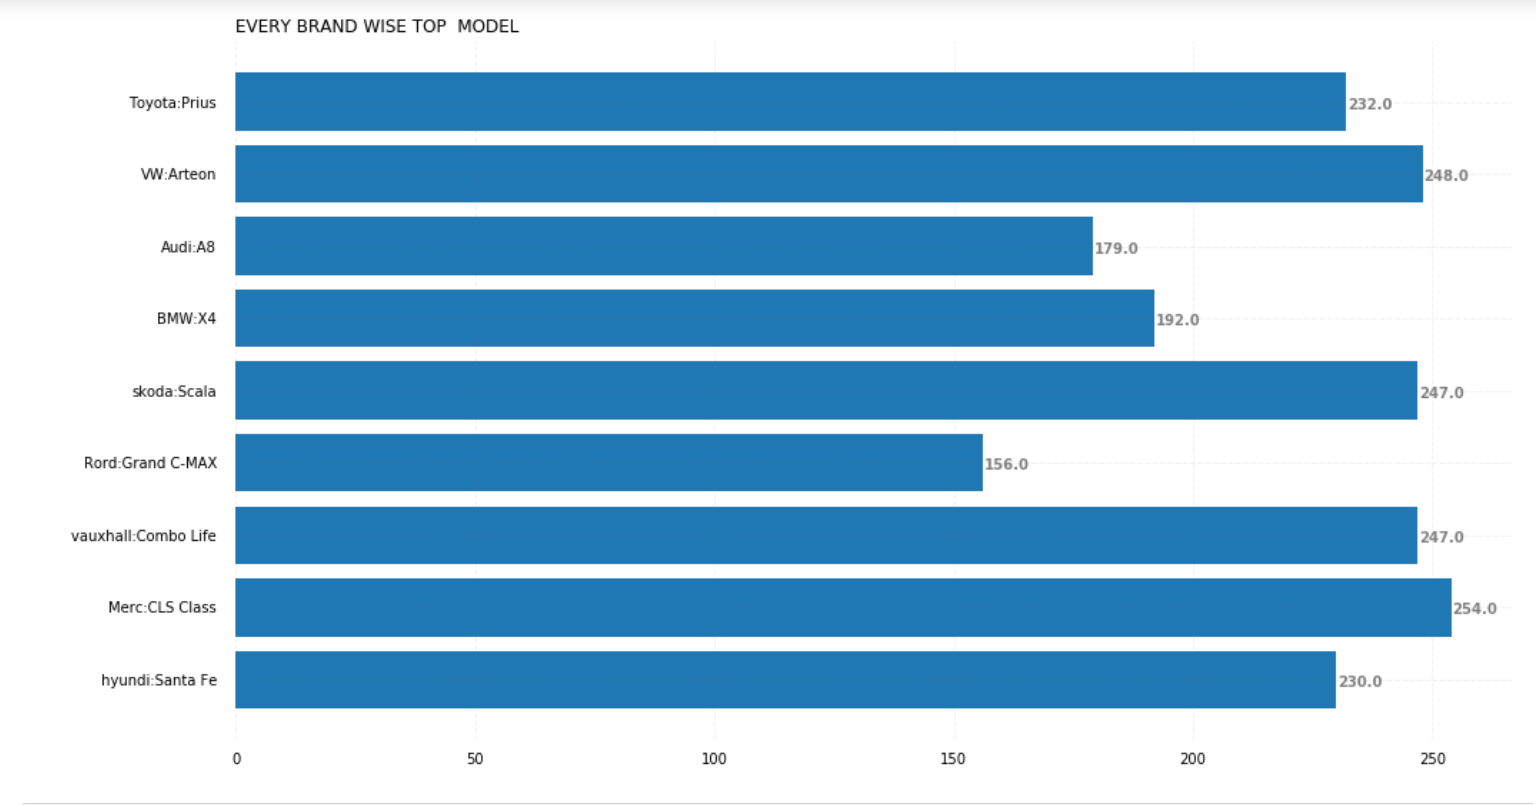 EVERY BRAND WISE TOP  MODEL
Toyota:Prius
232.0
VW:Arteon
248.0
Audi:A8
179.0
BMW:X4
192.0
skoda:Scala
247.0
Rord:Grand C-MAX
156.0
vauxhall:Combo Life
247.0
Merc:CLS Class
254.0
hyundi:Santa Fe
230.0
0 50 100 150 200 250